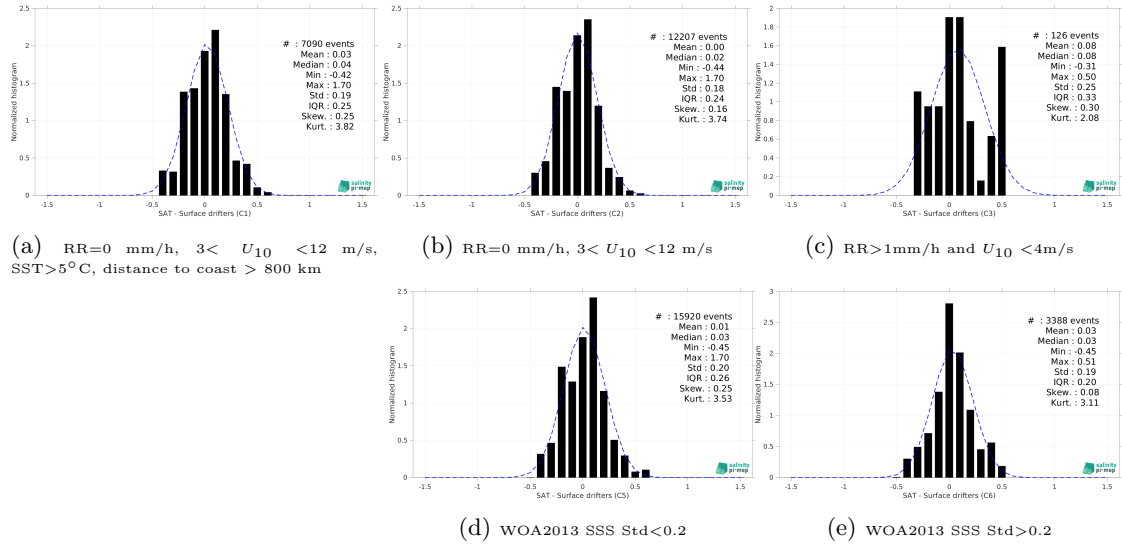 2.5
2
1.5
1
0.5
0
Normalized histogram
-1.5 -1 -0.5 0 0.5 1 1.5
SAT - Surface drifters (C1)
# : 7090 events
Mean : 0.03
Median : 0.04
Min : -0.42
Max : 1.70
Std : 0.19
IQR : 0.25
Skew. : 0.25
Kurt. : 3.82
salinity
pi-mep
(a) RR=0 mm/h, 3< U10 <12 m/s,
SST>5°C, distance to coast > 800 km
2.5
2
1.5
1
0.5
0
Normalized histogram
-1.5 -1 -0.5 0 0.5 1 1.5
SAT - Surface drifters (C2)
# : 12207 events
Mean : 0.00
Median : 0.02
Min : -0.44
Max : 1.70
Std : 0.18
IQR : 0.24
Skew. : 0.16
Kurt. : 3.74
salinity
pi-mep
(b) RR=0 mm/h, 3< U10 <12 m/s
2
1.8
1.6
1.4
1.2
1
0.8
0.6
0.4
0.2
0
Normalized histogram
-1.5 -1 -0.5 0 0.5 1 1.5
SAT - Surface drifters (C3)
# : 126 events
Mean : 0.08
Median : 0.08
Min : -0.31
Max : 0.50
Std : 0.25
IQR : 0.33
Skew. : 0.30
Kurt. : 2.08
salinity
pi-mep
(c) RR>1mm/h and U10 <4m/s
2.5
2
1.5
1
0.5
0
Normalized histogram
-1.5 -1 -0.5 0 0.5 1 1.5
SAT - Surface drifters (C5)
# : 15920 events
Mean : 0.01
Median : 0.03
Min : -0.45
Max : 1.70
Std : 0.20
IQR : 0.26
Skew. : 0.25
Kurt. : 3.53
salinity
pi-mep
(d) WOA2013 SSS Std<0.2
3
2.5
2
1.5
1
0.5
0
Normalized histogram
-1.5 -1 -0.5 0 0.5 1 1.5
SAT - Surface drifters (C6)
# : 3388 events
Mean : 0.03
Median : 0.03
Min : -0.45
Max : 0.51
Std : 0.19
IQR : 0.20
Skew. : 0.08
Kurt. : 3.11
salinity
pi-mep
(e) WOA2013 SSS Std>0.2